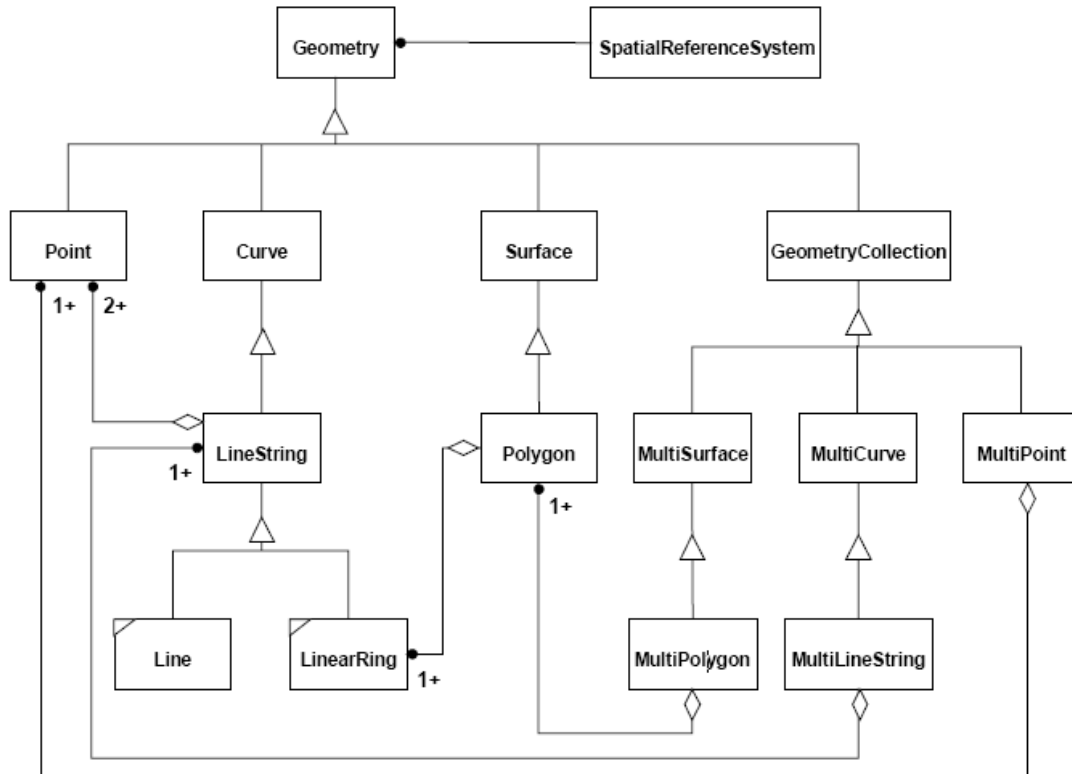 Geometry
SpatialReferenceSystem
Point
Curve
Surface
GeometryCollection
1+
2+
LineString
Polygon
MultiSurface
MultiCurve
MultiPoint
1+
1+
Line
LinearRing
1+
MultiPolygon
MultiLineString